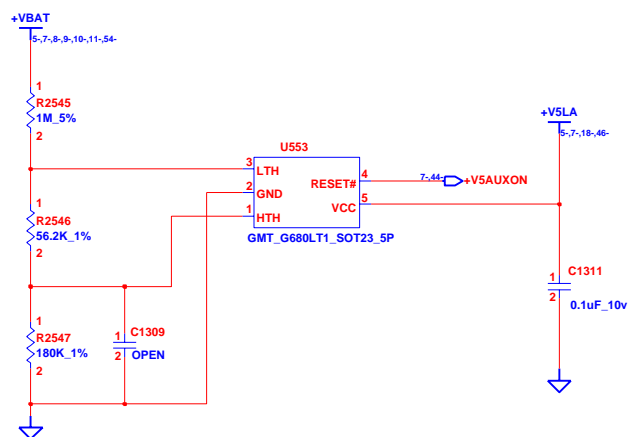 +VBAT
5-,7-,8-,9-,10-,11-,54-
1
R2545
1M_5%
2
+V5LA
5-,7-,18-,46-
U553
3 LTH
RESET# 4
7-,44-
+V5AUXON
2 GND
VCC 5
1 HTH
GMT_G680LT1_SOT23_5P
1
R2546
56.2K_1%
2
C1311
1
2
0.1uF_10v
1
R2547
180K_1%
2
C1309
1
2
OPEN